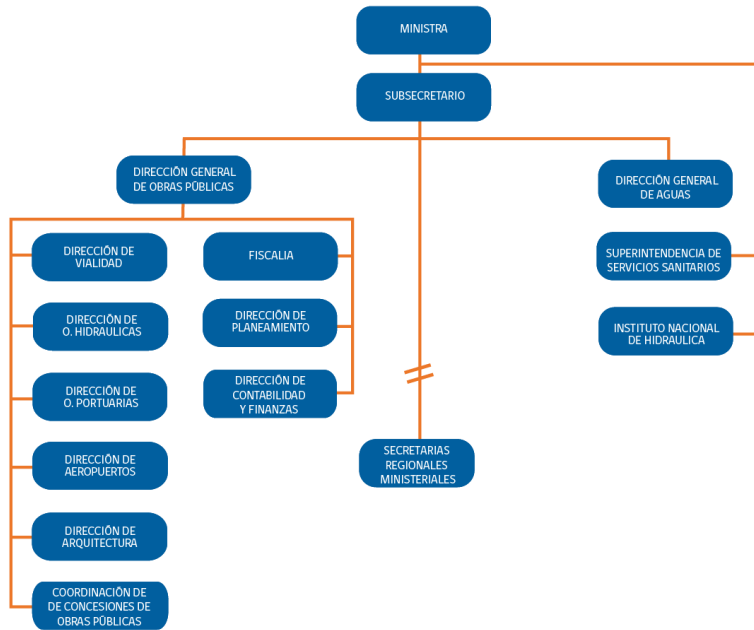 MINISTRA
SUBSECRETARIO
DIRECCIÓN GENERAL
DE OBRAS PÚBLICAS
DIRECCIÓN GENERAL
DE AGUAS
DIRECCIÓN DE
VIALIDAD
FISCALIA
SUPERINTENDENCIA DE
SERVICIOS SANITARIOS
DIRECCIÓN DE
O. HIDRAULICAS
DIRECCIÓN DE
PLANEAMIENTO
INSTITUTO NACIONAL
DE HIDRAULICA
DIRECCIÓN DE
O. PORTUARIAS
DIRECCIÓN DE
CONTABILIDAD
Y FINANZAS
DIRECCIÓN DE
AEROPUERTOS
SECRETARIAS
REGIONALES
MINISTERIALES
DIRECCIÓN DE
ARQUITECTURA
COORDINACIÓN DE
DE CONCESIONES DE
OBRAS PÚBLICAS